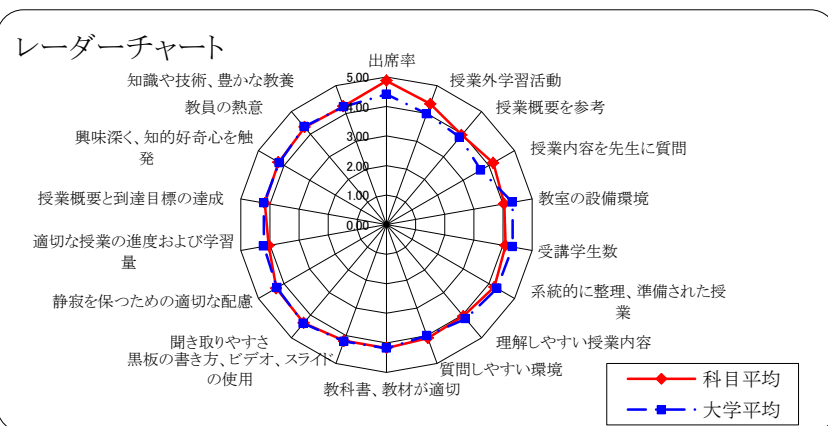 レーダーチャート
出席率
授業外学習活動
授業概要を参考
授業内容を先生に質問
教室の設備環境
受講学生数
系統的に整理、準備された授
業
理解しやすい授業内容
質問しやすい環境
教科書、教材が適切
黒板の書き方、ビデオ、スライド
の使用
聞き取りやすさ
静寂を保つための適切な配慮
適切な授業の進度および学習
量
授業概要と到達目標の達成
興味深く、知的好奇心を触
発
教員の熱意
知識や技術、豊かな教養
5.00
4.00
3.00
2.00
1.00
0.00
科目平均
大学平均